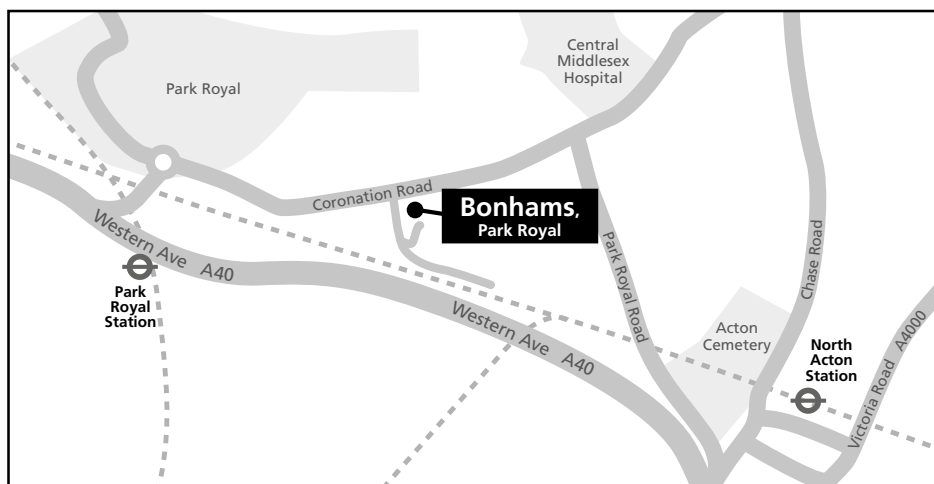 Central
Middlesex
Hospital
Park Royal
Coronation Road
Bonhams,
Park Royal
Western Ave A40
Park
Royal
Station
Park Royal Road
Chase Road
Western Ave A40
Acton
Cemetery
North
Acton
Station
Victoria Road A4000